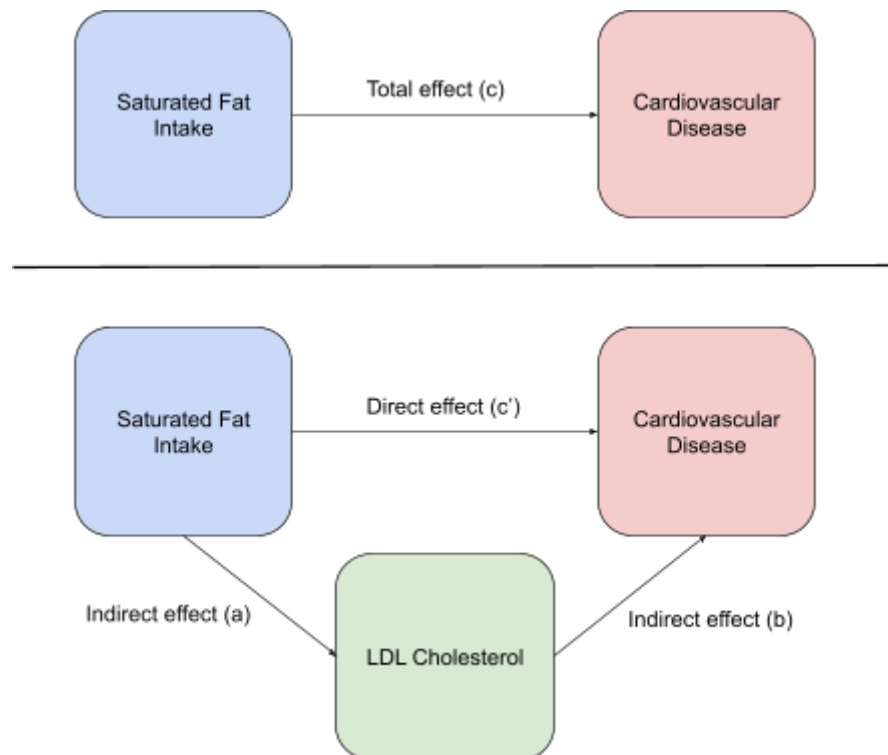 Saturated Fat
Intake
Total effect (c)
Cardiovascular
Disease
Saturated Fat
Intake
Direct effect (c’)
Cardiovascular
Disease
Indirect effect (a)
LDL Cholesterol
Indirect effect (b)